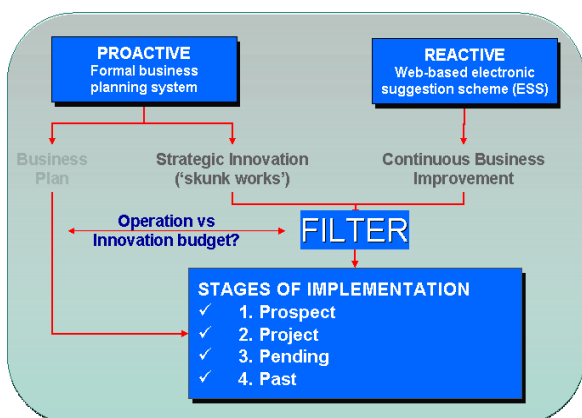 PROACTIVE
Formal business
planning system
REACTIVE
Web-based electronic
suggestion scheme (ESS)
Business
Plan
Strategic Innovation
(‘skunk works’)
Continuous Business
Improvement
Operation vs
Innovation budget?
FILTER
STAGES OF IMPLEMENTATION
✓ 1. Prospect
✓ 2. Project
✓ 3. Pending
✓ 4. Past